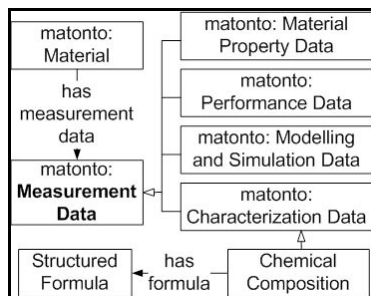 matonto:
Material
has
measurement
data
matonto:
Measurement
Data
matonto: Material
Property Data
matonto:
Performance Data
matonto: Modelling
and Simulation Data
matonto:
Characterization Data
Structured
Formula
has
formula
Chemical
Composition